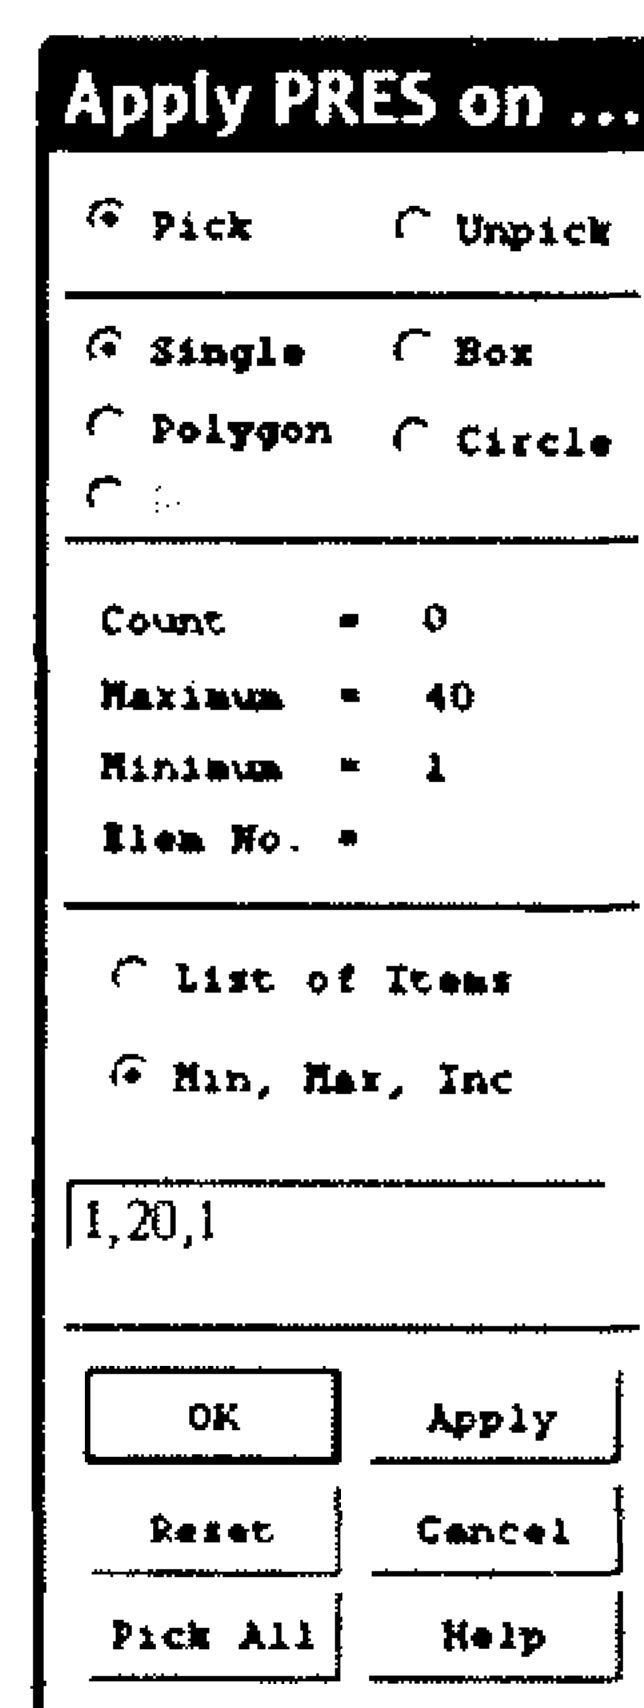 Apply PRES on ...
Pick Unpick
Single Box
Polygon Circle
Count = 0
Maximum = 40
Minimum = 1
Elem No. =
List of Items
Min, Max, Inc
1,20,1
OK Apply
Reset Cancel
Pick All Help